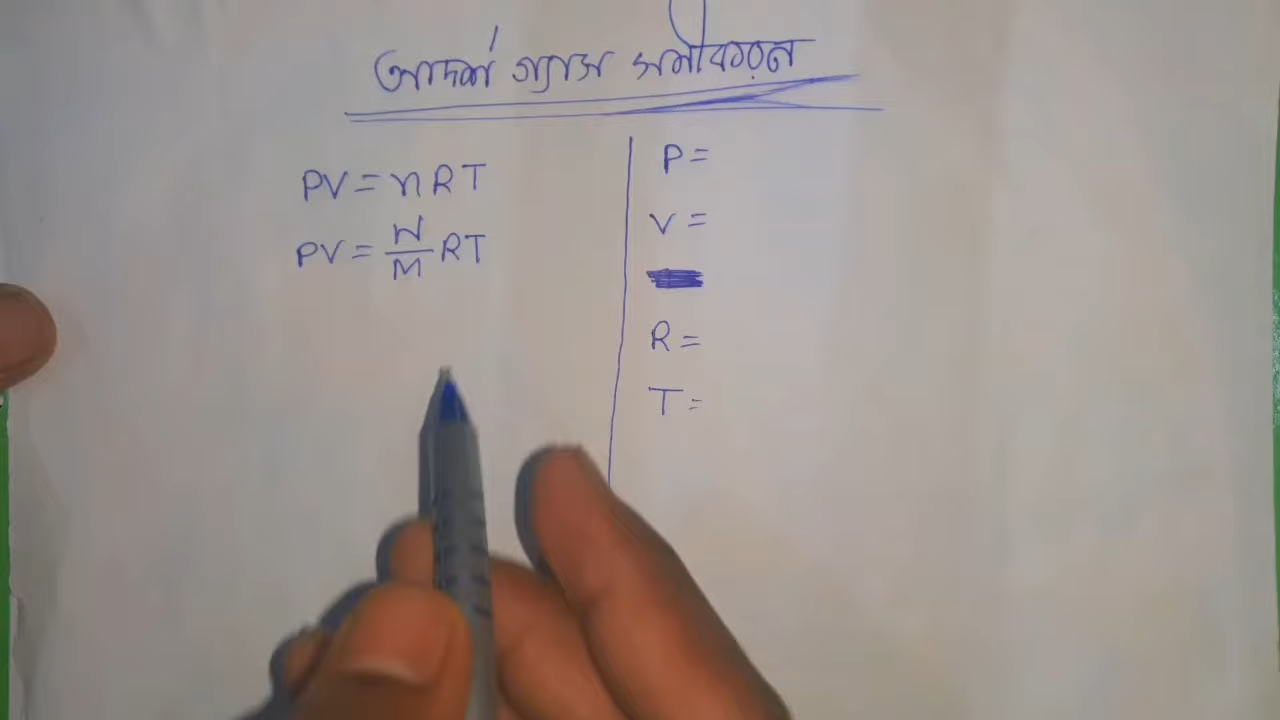 আদর্শ গ্যাস সমীকরণ
PV = nRT
PV = W/M RT
P =
V =
R =
T =